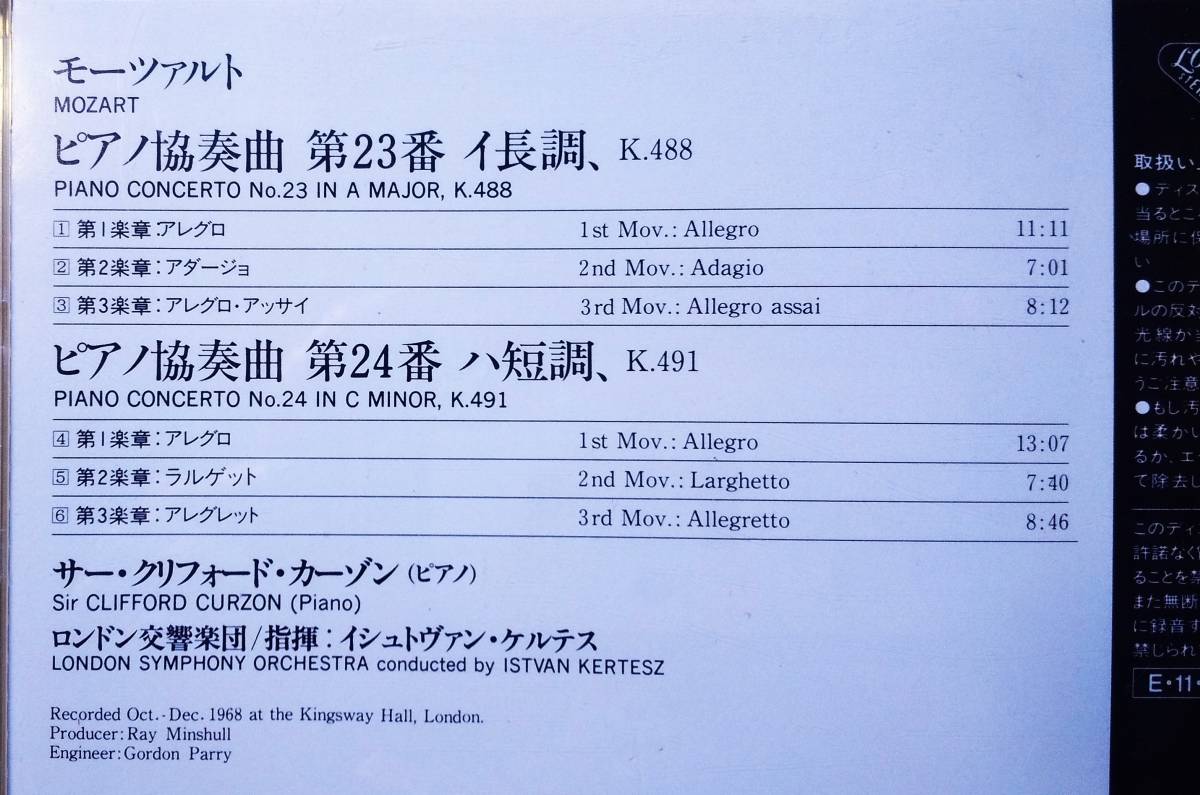 モーツァルト
MOZART
ピアノ協奏曲 第23番 イ長調、K.488
PIANO CONCERTO No.23 IN A MAJOR, K.488
1 第1楽章:アレグロ 1st Mov.: Allegro 11:11
2 第2楽章:アダージョ 2nd Mov.: Adagio 7:01
3 第3楽章:アレグロ・アッサイ 3rd Mov.: Allegro assai 8:12
ピアノ協奏曲 第24番 ハ短調、K.491
PIANO CONCERTO No.24 IN C MINOR, K.491
4 第1楽章:アレグロ 1st Mov.: Allegro 13:07
5 第2楽章:ラルゲット 2nd Mov.: Larghetto 7:40
6 第3楽章:アレグレット 3rd Mov.: Allegretto 8:46
サー・クリフォード・カーゾン(ピアノ)
Sir CLIFFORD CURZON (Piano)
ロンドン交響楽団/指揮:イシュトヴァン・ケルテス
LONDON SYMPHONY ORCHESTRA conducted by ISTVAN KERTESZ
Recorded Oct.-Dec. 1968 at the Kingsway Hall, London.
Producer: Ray Minshull
Engineer: Gordon Parry
取扱い
●ディス
当るとこ
場所に保
い
●このデ
ルの反対
光線が
に汚れや
うご注意
●もし汚
は柔かい
るか、エ
て除去し
このディ
許諾なく
ることを禁
また無断
に録音す
禁じられ
E・11・